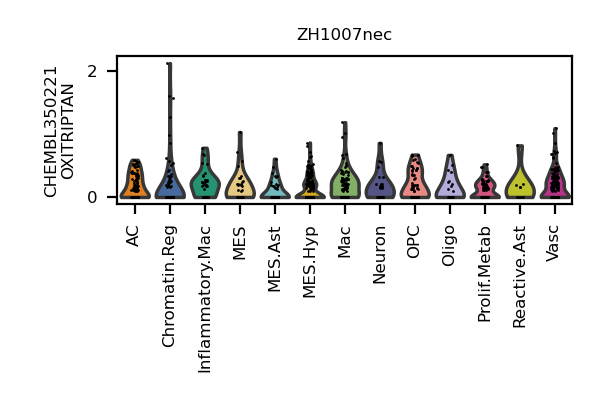 ZH1007nec
CHEMBL350221
OXITRIPTAN
2
0
AC
Chromatin.Reg
Inflammatory.Mac
MES
MES.Ast
MES.Hyp
Mac
Neuron
OPC
Oligo
Prolif.Metab
Reactive.Ast
Vasc